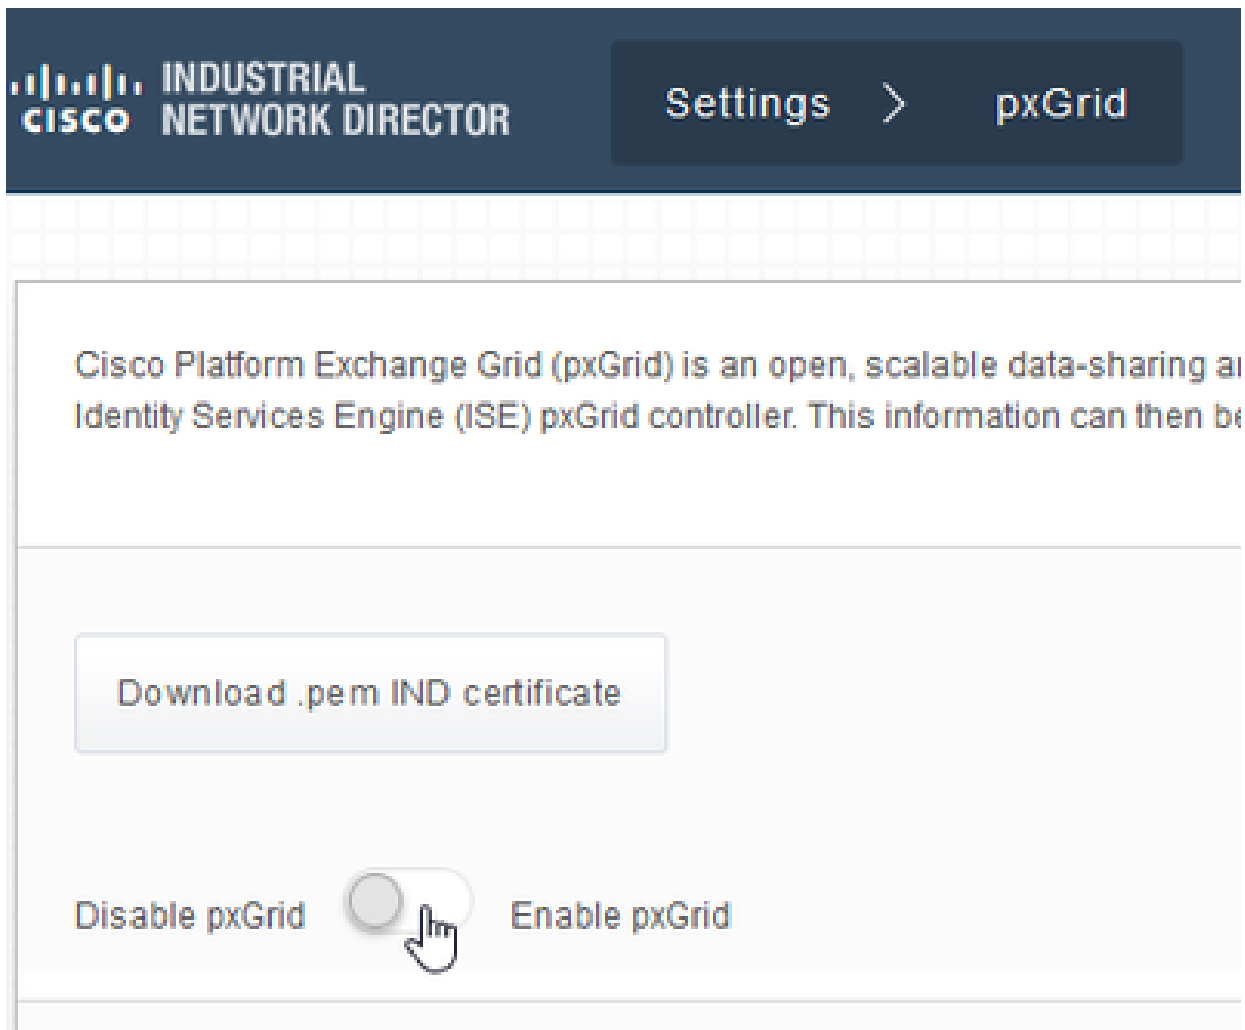 CISCO
INDUSTRIAL
NETWORK DIRECTOR
Settings > pxGrid
Cisco Platform Exchange Grid (pxGrid) is an open, scalable data-sharing
Identity Services Engine (ISE) pxGrid controller. This information can then
Download .pem IND certificate
Disable pxGrid Enable pxGrid